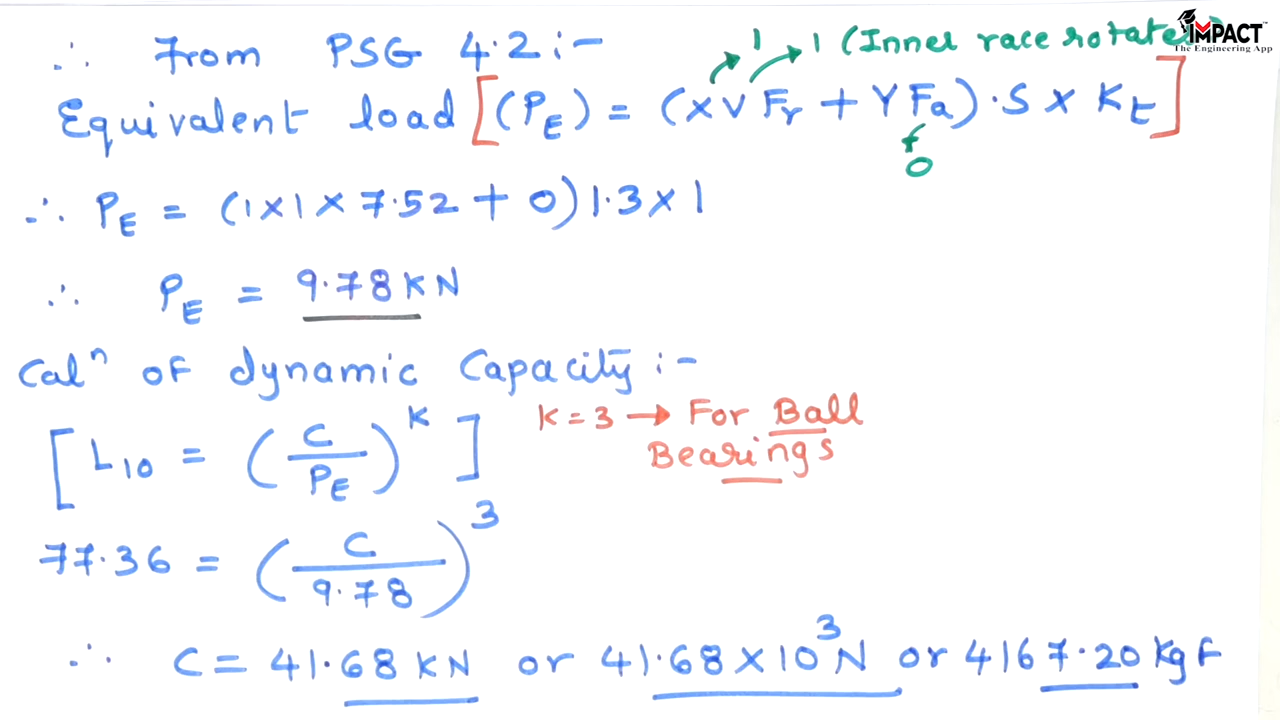 IMPACT
The Engineering App
1 1 (Inner race rotates)
∴ From PSG 4.2:-
Equivalent load [(P_E) = (X V F_r + Y F_a) · S × K_t]
0
∴ P_E = (1×1×7.52 + 0) 1.3×1
∴ P_E = 9.78 KN
Calⁿ of dynamic Capacity :-
[L_10 = (C/P_E)^K] K = 3 → For Ball
Bearings
77.36 = (C/9.78)^3
∴ C = 41.68 KN or 41.68 × 10^3 N or 4167.20 Kgf